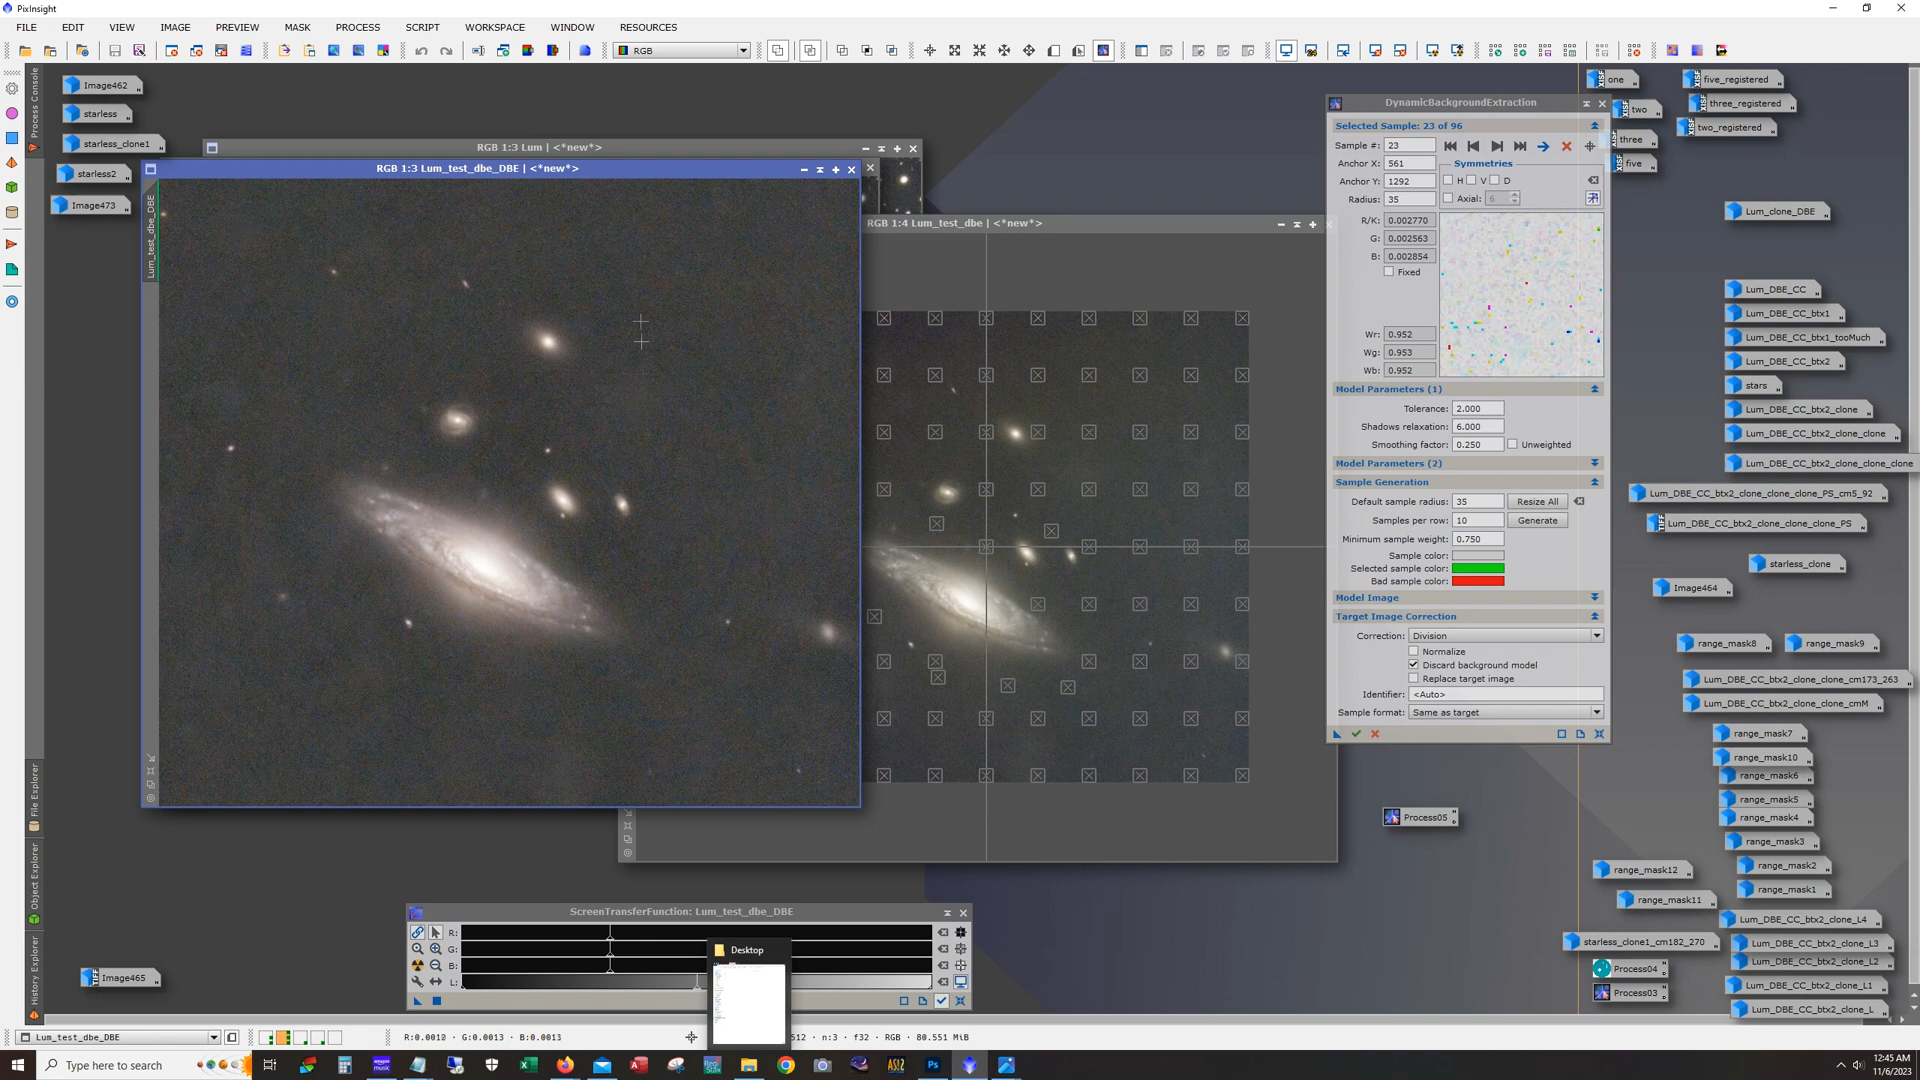 PixInsight
FILE EDIT VIEW IMAGE PREVIEW MASK PROCESS SCRIPT WORKSPACE WINDOW RESOURCES
RGB
Process Console
File Explorer
Object Explorer
History Explorer
Image462
starless
starless_clone1
starless2
Image473
RGB 1:3 Lum | <*new*>
RGB 1:3 Lum_test_dbe_DBE | <*new*>
Lum_test_dbe_DBE
RGB 1:4 Lum_test_dbe | <*new*>
DynamicBackgroundExtraction
Selected Sample: 23 of 96
Sample #: 23
Anchor X: 561
Symmetries
Anchor Y: 1292
H V D
Radius: 35
Axial: 6
R/K: 0.002770
G: 0.002563
B: 0.002854
Fixed
Wr: 0.952
Wg: 0.953
Wb: 0.952
Model Parameters (1)
Tolerance: 2.000
Shadows relaxation: 6.000
Smoothing factor: 0.250 Unweighted
Model Parameters (2)
Sample Generation
Default sample radius: 35 Resize All
Samples per row: 10 Generate
Minimum sample weight: 0.750
Sample color:
Selected sample color:
Bad sample color:
Model Image
Target Image Correction
Correction: Division
Normalize
Discard background model
Replace target image
Identifier: <Auto>
Sample format: Same as target
Process05
one
two
three
five
five_registered
three_registered
two_registered
Lum_clone_DBE
Lum_DBE_CC
Lum_DBE_CC_btx1
Lum_DBE_CC_btx1_tooMuch
Lum_DBE_CC_btx2
stars
Lum_DBE_CC_btx2_clone
Lum_DBE_CC_btx2_clone_clone
Lum_DBE_CC_btx2_clone_clone_clone
Lum_DBE_CC_btx2_clone_clone_clone_PS_cm5_92
Lum_DBE_CC_btx2_clone_clone_clone_PS
starless_clone
Image464
range_mask8
range_mask9
Lum_DBE_CC_btx2_clone_clone_cm173_263
Lum_DBE_CC_btx2_clone_clone_cmM
range_mask7
range_mask10
range_mask6
range_mask5
range_mask4
range_mask3
range_mask12
range_mask2
range_mask11
range_mask1
Lum_DBE_CC_btx2_clone_L4
starless_clone1_cm182_270
Lum_DBE_CC_btx2_clone_L3
Lum_DBE_CC_btx2_clone_L2
Process04
Lum_DBE_CC_btx2_clone_L1
Process03
Lum_DBE_CC_btx2_clone_L
Image465
ScreenTransferFunction: Lum_test_dbe_DBE
R:
G:
B:
L:
Desktop
Lum_test_dbe_DBE
R:0.0010 · G:0.0013 · B:0.0013
512 · n:3 · f32 · RGB · 80.551 MiB
Type here to search
12:45 AM
11/6/2023